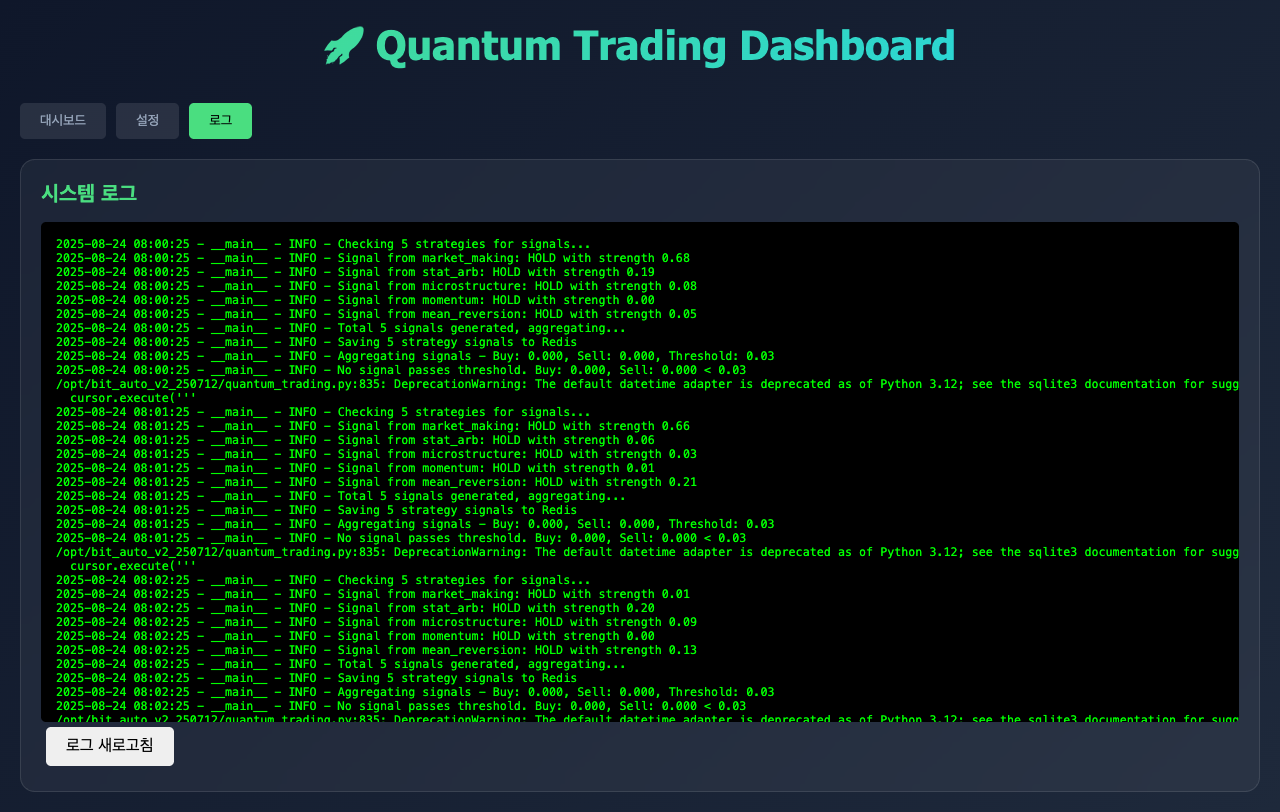 Quantum Trading Dashboard
대시보드 설정 로그
시스템 로그
2025-08-24 08:00:25 - __main__ - INFO - Checking 5 strategies for signals...
2025-08-24 08:00:25 - __main__ - INFO - Signal from market_making: HOLD with strength 0.68
2025-08-24 08:00:25 - __main__ - INFO - Signal from stat_arb: HOLD with strength 0.19
2025-08-24 08:00:25 - __main__ - INFO - Signal from microstructure: HOLD with strength 0.08
2025-08-24 08:00:25 - __main__ - INFO - Signal from momentum: HOLD with strength 0.00
2025-08-24 08:00:25 - __main__ - INFO - Signal from mean_reversion: HOLD with strength 0.05
2025-08-24 08:00:25 - __main__ - INFO - Total 5 signals generated, aggregating...
2025-08-24 08:00:25 - __main__ - INFO - Saving 5 strategy signals to Redis
2025-08-24 08:00:25 - __main__ - INFO - Aggregating signals - Buy: 0.000, Sell: 0.000, Threshold: 0.03
2025-08-24 08:00:25 - __main__ - INFO - No signal passes threshold. Buy: 0.000, Sell: 0.000 < 0.03
/opt/bit_auto_v2_250712/quantum_trading.py:835: DeprecationWarning: The default datetime adapter is deprecated as of Python 3.12; see the sqlite3 documentation for sugg
cursor.execute('''
2025-08-24 08:01:25 - __main__ - INFO - Checking 5 strategies for signals...
2025-08-24 08:01:25 - __main__ - INFO - Signal from market_making: HOLD with strength 0.66
2025-08-24 08:01:25 - __main__ - INFO - Signal from stat_arb: HOLD with strength 0.06
2025-08-24 08:01:25 - __main__ - INFO - Signal from microstructure: HOLD with strength 0.03
2025-08-24 08:01:25 - __main__ - INFO - Signal from momentum: HOLD with strength 0.01
2025-08-24 08:01:25 - __main__ - INFO - Signal from mean_reversion: HOLD with strength 0.21
2025-08-24 08:01:25 - __main__ - INFO - Total 5 signals generated, aggregating...
2025-08-24 08:01:25 - __main__ - INFO - Saving 5 strategy signals to Redis
2025-08-24 08:01:25 - __main__ - INFO - Aggregating signals - Buy: 0.000, Sell: 0.000, Threshold: 0.03
2025-08-24 08:01:25 - __main__ - INFO - No signal passes threshold. Buy: 0.000, Sell: 0.000 < 0.03
/opt/bit_auto_v2_250712/quantum_trading.py:835: DeprecationWarning: The default datetime adapter is deprecated as of Python 3.12; see the sqlite3 documentation for sugg
cursor.execute('''
2025-08-24 08:02:25 - __main__ - INFO - Checking 5 strategies for signals...
2025-08-24 08:02:25 - __main__ - INFO - Signal from market_making: HOLD with strength 0.01
2025-08-24 08:02:25 - __main__ - INFO - Signal from stat_arb: HOLD with strength 0.20
2025-08-24 08:02:25 - __main__ - INFO - Signal from microstructure: HOLD with strength 0.09
2025-08-24 08:02:25 - __main__ - INFO - Signal from momentum: HOLD with strength 0.00
2025-08-24 08:02:25 - __main__ - INFO - Signal from mean_reversion: HOLD with strength 0.13
2025-08-24 08:02:25 - __main__ - INFO - Total 5 signals generated, aggregating...
2025-08-24 08:02:25 - __main__ - INFO - Saving 5 strategy signals to Redis
2025-08-24 08:02:25 - __main__ - INFO - Aggregating signals - Buy: 0.000, Sell: 0.000, Threshold: 0.03
2025-08-24 08:02:25 - __main__ - INFO - No signal passes threshold. Buy: 0.000, Sell: 0.000 < 0.03
/opt/bit_auto_v2_250712/quantum_trading.py:835: DeprecationWarning: The default datetime adapter is deprecated as of Python 3.12; see the sqlite3 documentation for sugg
로그 새로고침